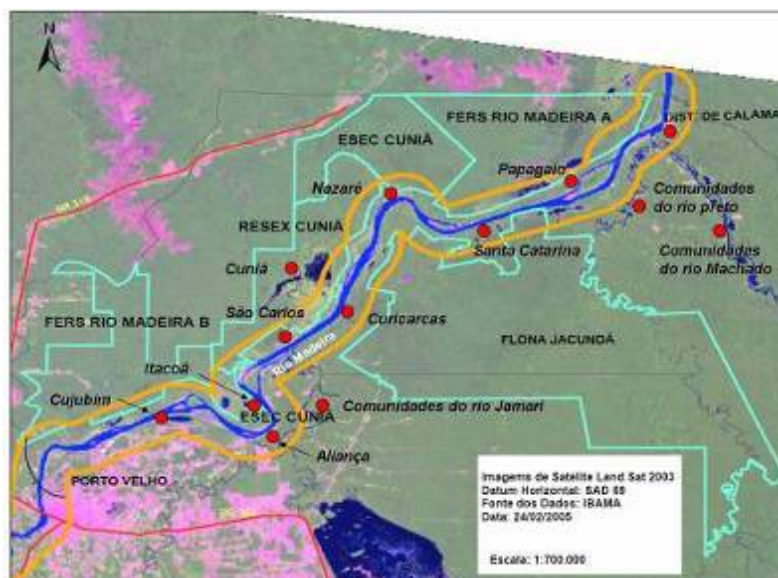 N
FERS RIO MADEIRA A
DIST. DE CALAMA
ESEC CUNIÃ
Papagaio
Nazaré
Comunidades
do rio preto
RESEX CUNIÃ
Santa Catarina
Comunidades
do rio Machado
Cuniã
São Carlos
FERS RIO MADEIRA B
Curicarcas
FLONA JACUNDÁ
Rio Madeira
Itacoã
Cujubim
ESEC CUNIÃ
Comunidades do rio Jamari
Aliança
PORTO VELHO
Imagems de Satélite Land Sat 2003
Datum Horizontal: SAD 69
Fonte dos Dados: IBAMA
Data: 24/02/2005
Escala: 1:700.000